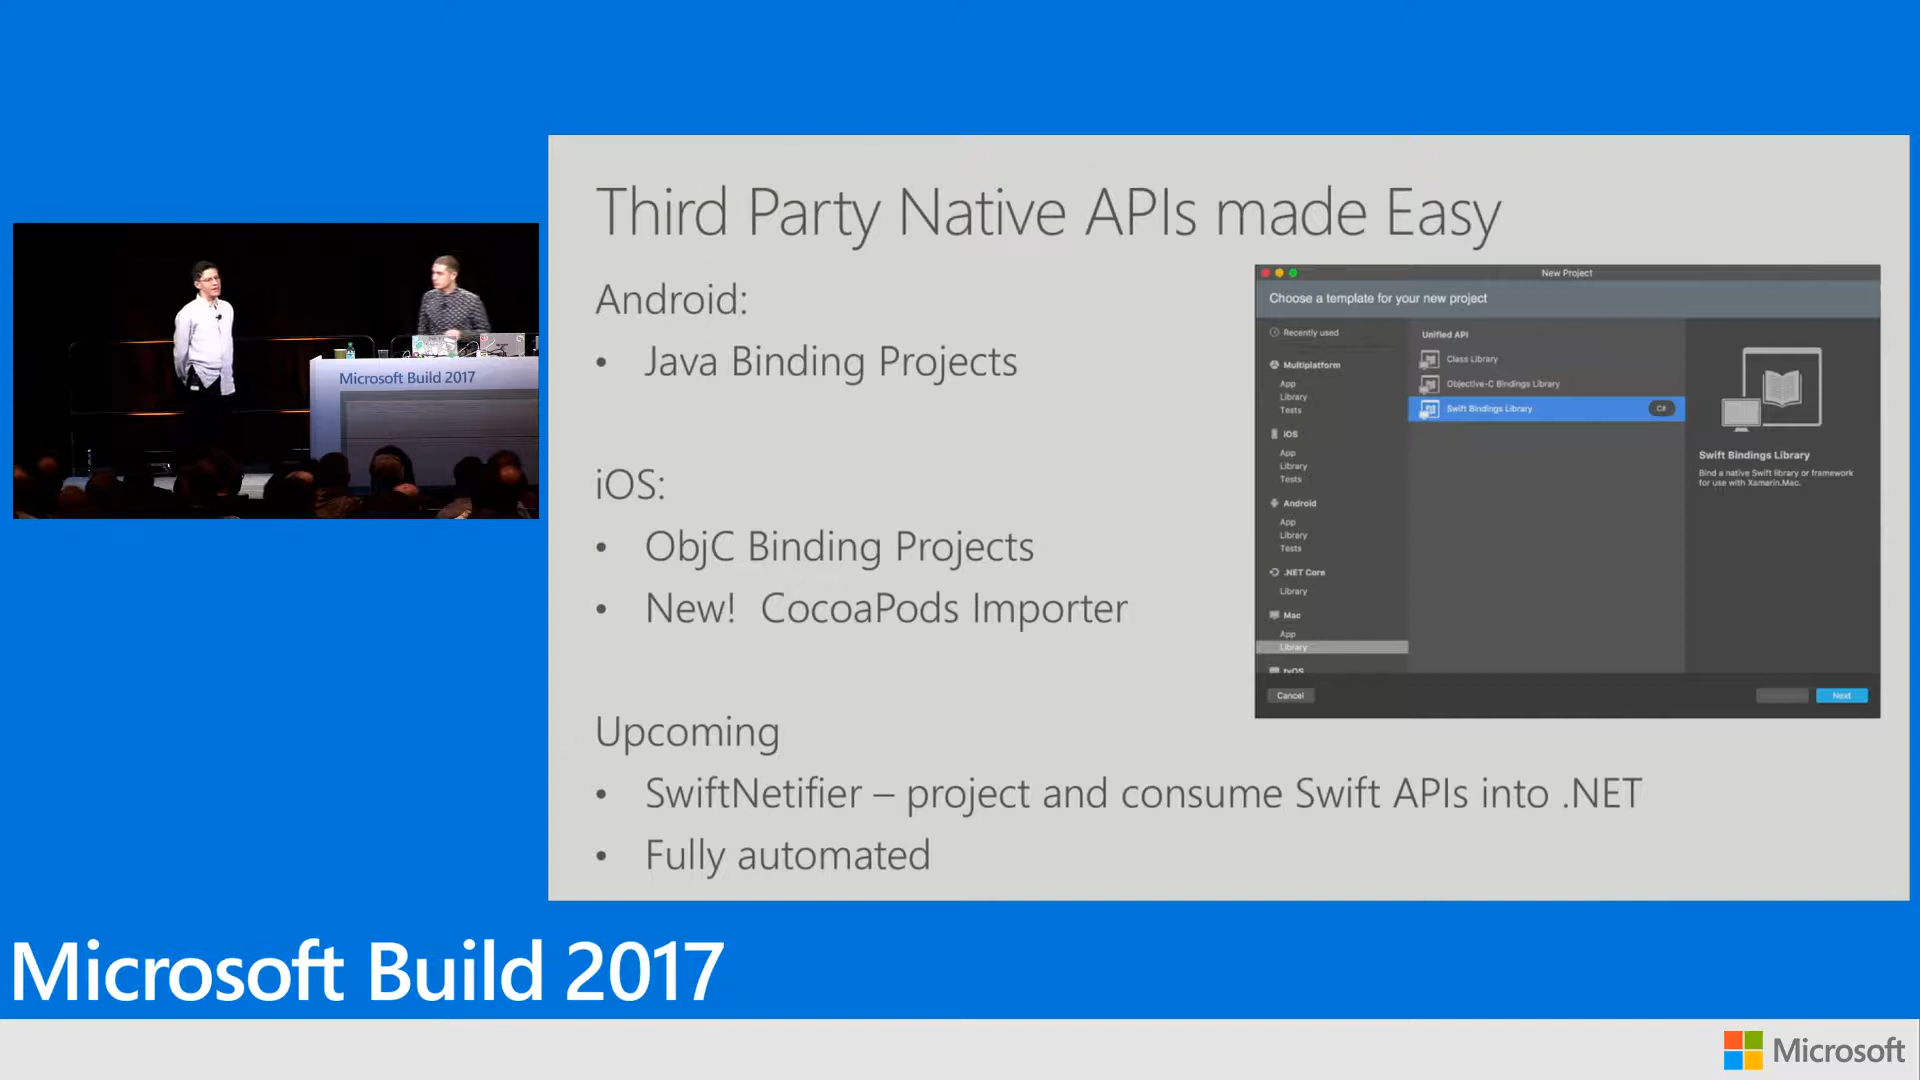 Third Party Native APIs made Easy
Android:
• Java Binding Projects
iOS:
• ObjC Binding Projects
• New! CocoaPods Importer
Upcoming
• SwiftNetifier – project and consume Swift APIs into .NET
• Fully automated
New Project
Choose a template for your new project
Recently used
Multiplatform
App
Library
Tests
iOS
App
Library
Tests
Android
App
Library
Tests
.NET Core
Library
Mac
App
Library
tvOS
Unified API
Class Library
Objective-C Bindings Library
Swift Bindings Library C#
Swift Bindings Library
Bind a native Swift library or framework
for use with Xamarin.Mac.
Cancel
Next
Microsoft Build 2017
Microsoft Build 2017
Microsoft